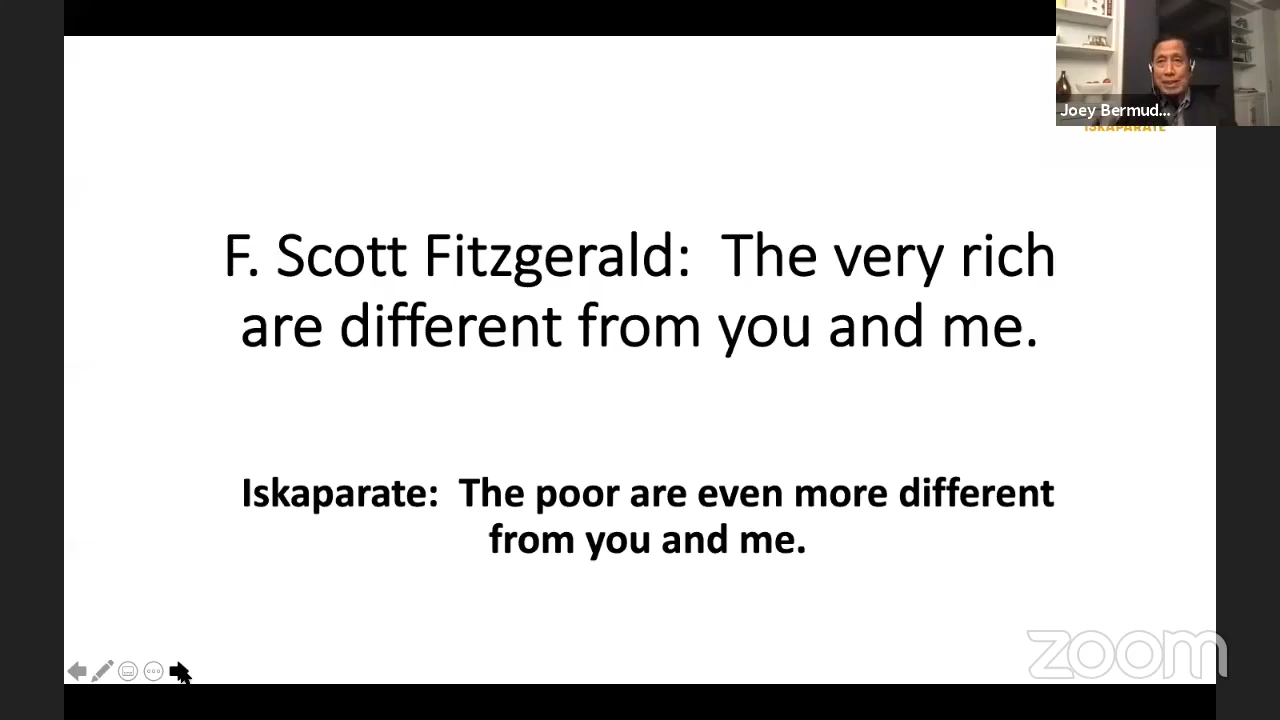 Joey Bermud...
ISKAPARATE
F. Scott Fitzgerald: The very rich
are different from you and me.
Iskaparate: The poor are even more different
from you and me.
zoom